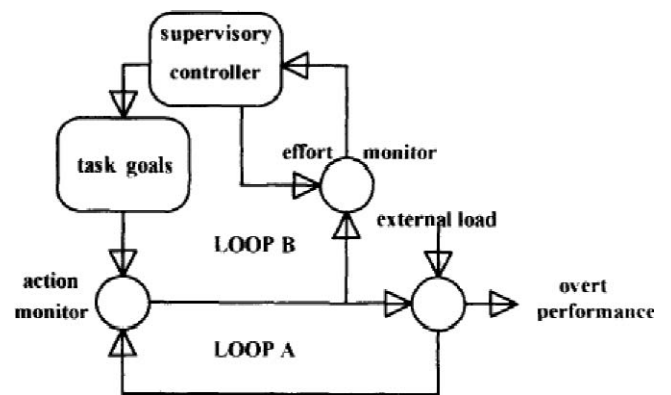 supervisory
controller
task goals
effort monitor
external load
LOOP B
action
monitor
overt
performance
LOOP A